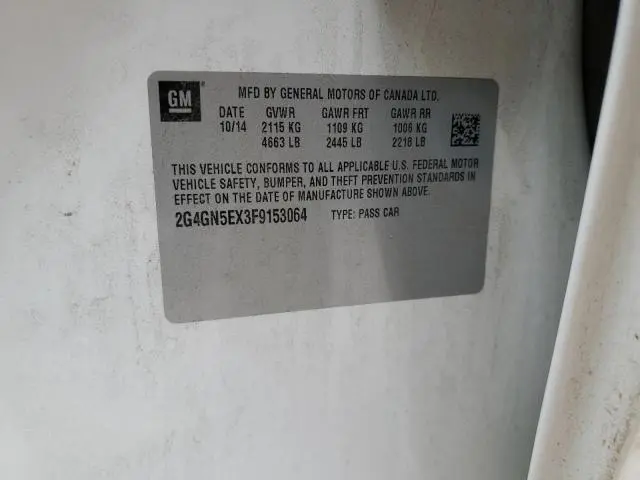 GM
MFD BY GENERAL MOTORS OF CANADA LTD.
DATE GVWR GAWR FRT GAWR RR
10/14 2115 KG 1109 KG 1006 KG
4663 LB 2445 LB 2218 LB
THIS VEHICLE CONFORMS TO ALL APPLICABLE U.S. FEDERAL MOTOR
VEHICLE SAFETY, BUMPER, AND THEFT PREVENTION STANDARDS IN
EFFECT ON THE DATE OF MANUFACTURE SHOWN ABOVE.
2G4GN5EX3F9153064 TYPE: PASS CAR